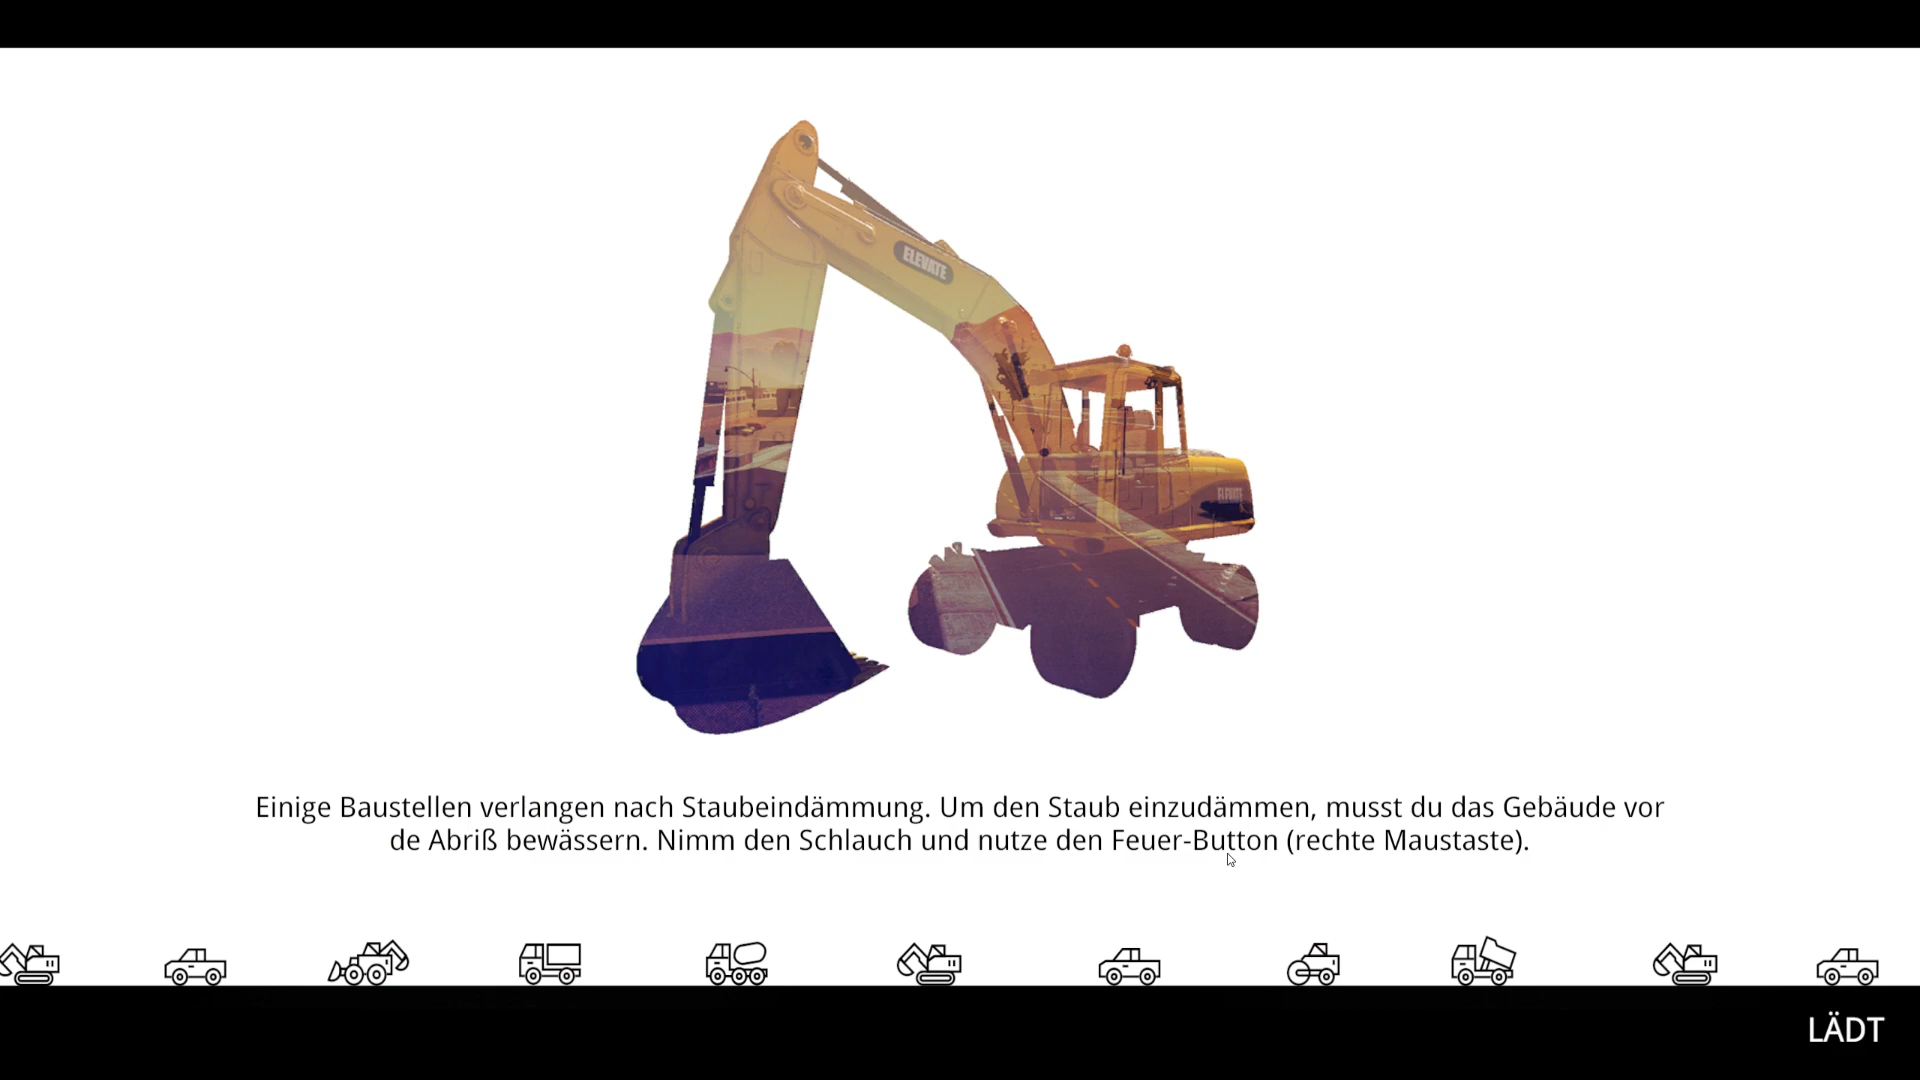 ELEVATE
ELEVATE
Einige Baustellen verlangen nach Staubeindämmung. Um den Staub einzudämmen, musst du das Gebäude vor
de Abriß bewässern. Nimm den Schlauch und nutze den Feuer-Button (rechte Maustaste).
LÄDT